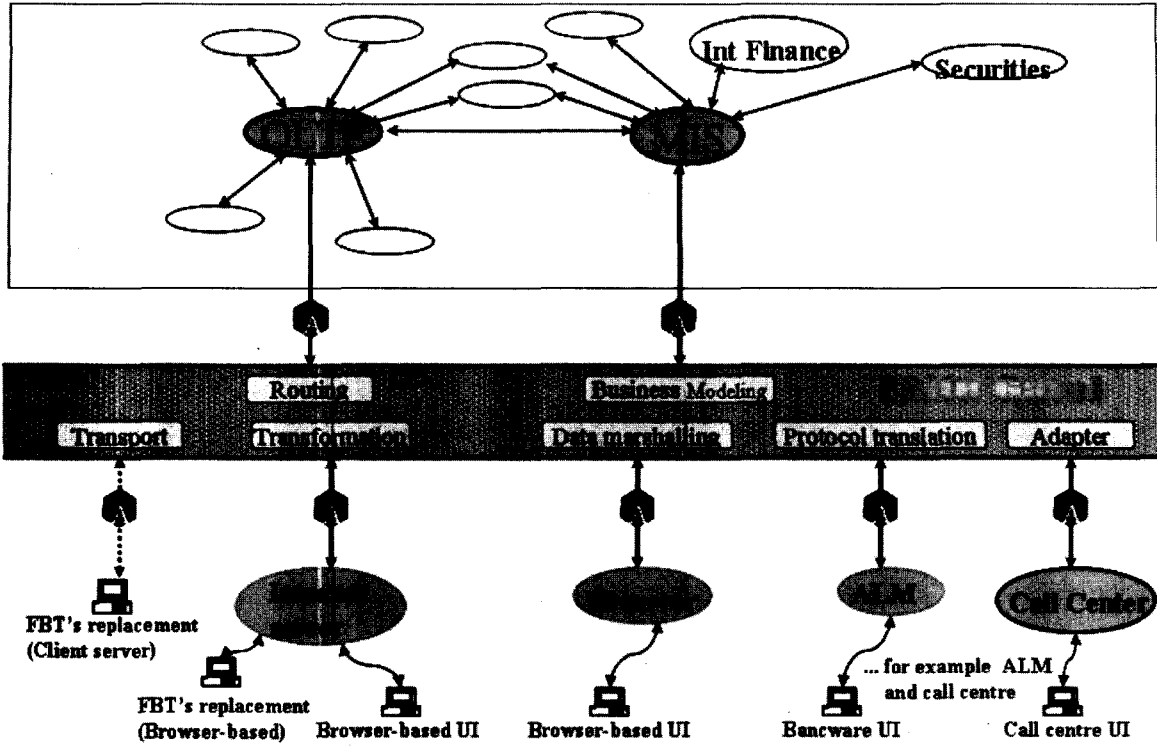 Int Finance
Securities
MIS
Routing
Business Modeling
Transport
Transformation
Data marshalling
Protocol translation
Adapter
ALM
Call Center
FBT's replacement
(Client server)
... for example ALM
and call centre
FBT's replacement
(Browser-based)
Browser-based UI
Browser-based UI
Bancware UI
Call centre UI